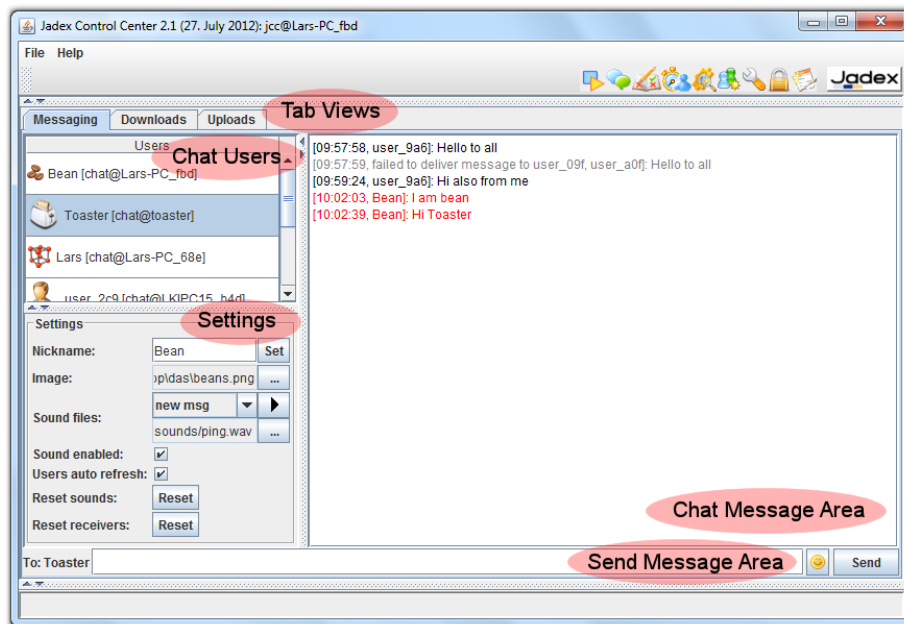 Jadex Control Center 2.1 (27. July 2012): jcc@Lars-PC_fbd
File Help
Jadex
Messaging Downloads Uploads Tab Views
Users
Chat Users
Bean [chat@Lars-PC_fbd]
Toaster [chat@toaster]
Lars [chat@Lars-PC_68e]
user_2c9 [chat@LKIPC15_b4d]
[09:57:58, user_9a6]: Hello to all
[09:57:59, failed to deliver message to user_09f, user_a0f]: Hello to all
[09:59:24, user_9a6]: Hi also from me
[10:02:03, Bean]: I am bean
[10:02:39, Bean]: Hi Toaster
Settings
Settings
Nickname: Bean Set
Image: op\das\beans.png ...
Sound files: new msg
sounds/ping.wav ...
Sound enabled:
Users auto refresh:
Reset sounds: Reset
Reset receivers: Reset
Chat Message Area
To: Toaster Send Message Area Send